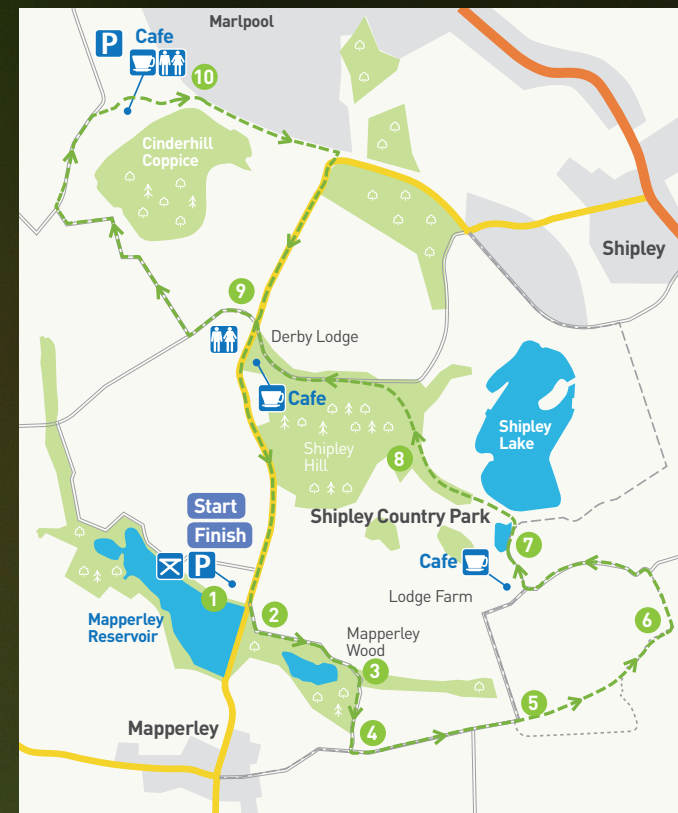 Marlpool
P
Cafe
10
Cinderhill
Coppice
Shipley
9
Derby Lodge
Cafe
Shipley
Lake
Shipley
Hill
8
Start
Finish
Shipley Country Park
P
Cafe
7
1
Lodge Farm
2
Mapperley
Reservoir
Mapperley
Wood
6
3
5
4
Mapperley